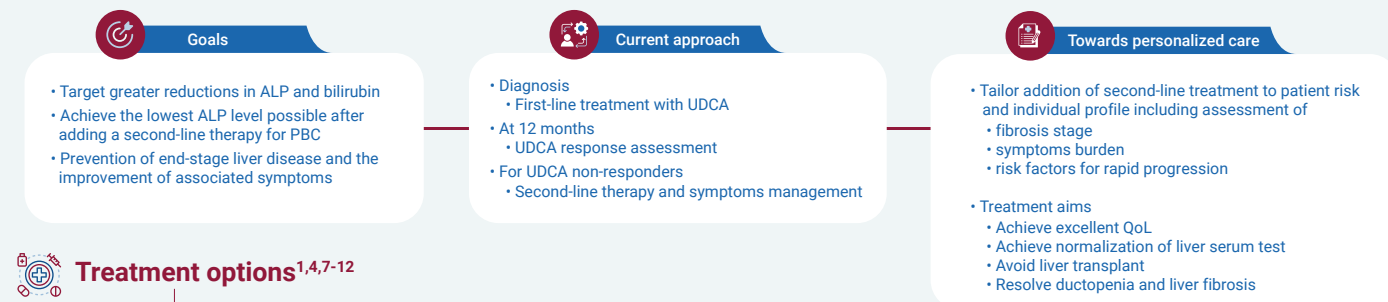 Goals
• Target greater reductions in ALP and bilirubin
• Achieve the lowest ALP level possible after
adding a second-line therapy for PBC
• Prevention of end-stage liver disease and the
improvement of associated symptoms
Current approach
• Diagnosis
• First-line treatment with UDCA
• At 12 months
• UDCA response assessment
• For UDCA non-responders
• Second-line therapy and symptoms management
Towards personalized care
• Tailor addition of second-line treatment to patient risk
and individual profile including assessment of
• fibrosis stage
• symptoms burden
• risk factors for rapid progression
• Treatment aims
• Achieve excellent QoL
• Achieve normalization of liver serum test
• Avoid liver transplant
• Resolve ductopenia and liver fibrosis
Treatment options1,4,7-12